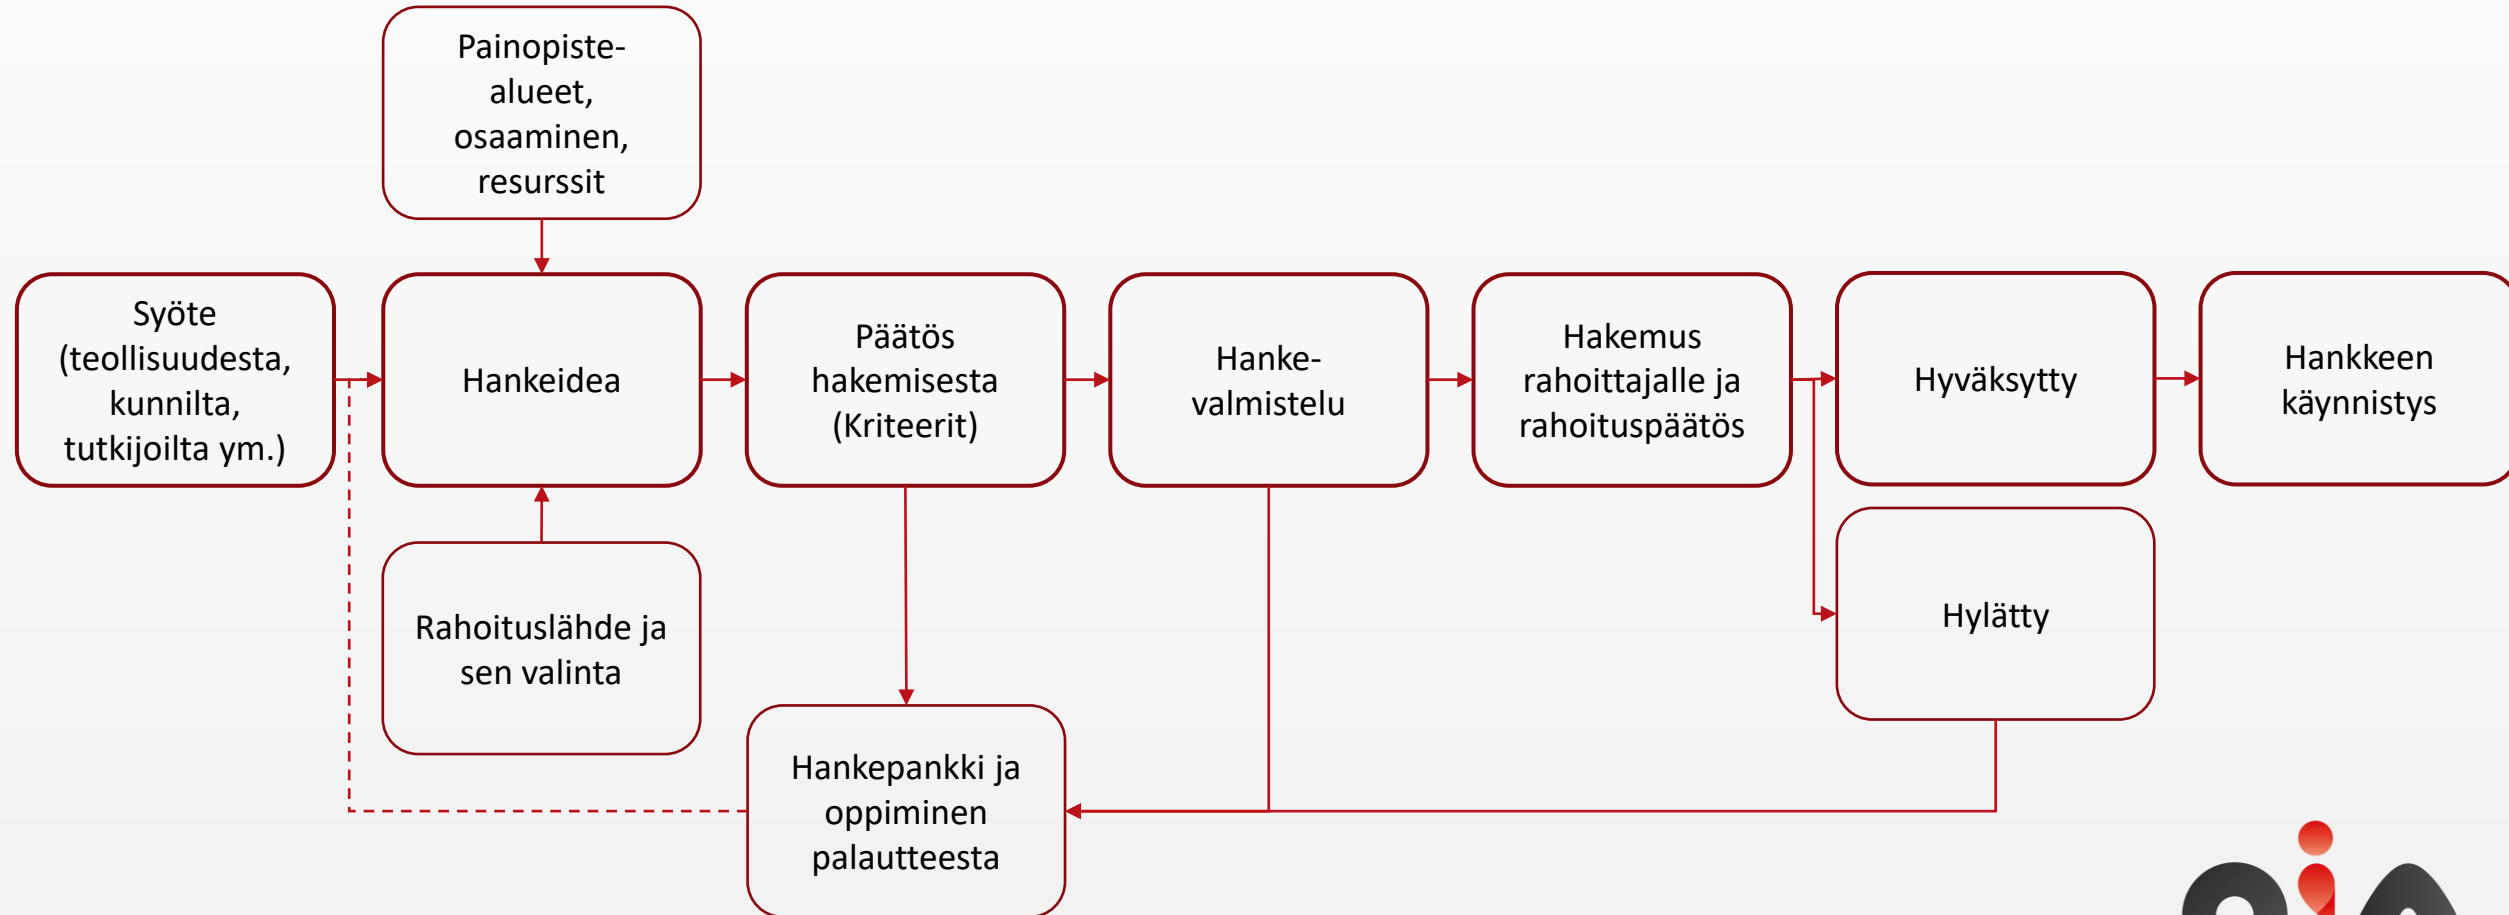 Painopiste-
alueet,
osaaminen,
resurssit
Syöte
(teollisuudesta,
kunnilta,
tutkijoilta ym.)
Hankeidea
Päätös
hakemisesta
(Kriteerit)
Hanke-
valmistelu
Hakemus
rahoittajalle ja
rahoituspäätös
Hyväksytty
Hankkeen
käynnistys
Rahoituslähde ja
sen valinta
Hylätty
Hankepankki ja
oppiminen
palautteesta